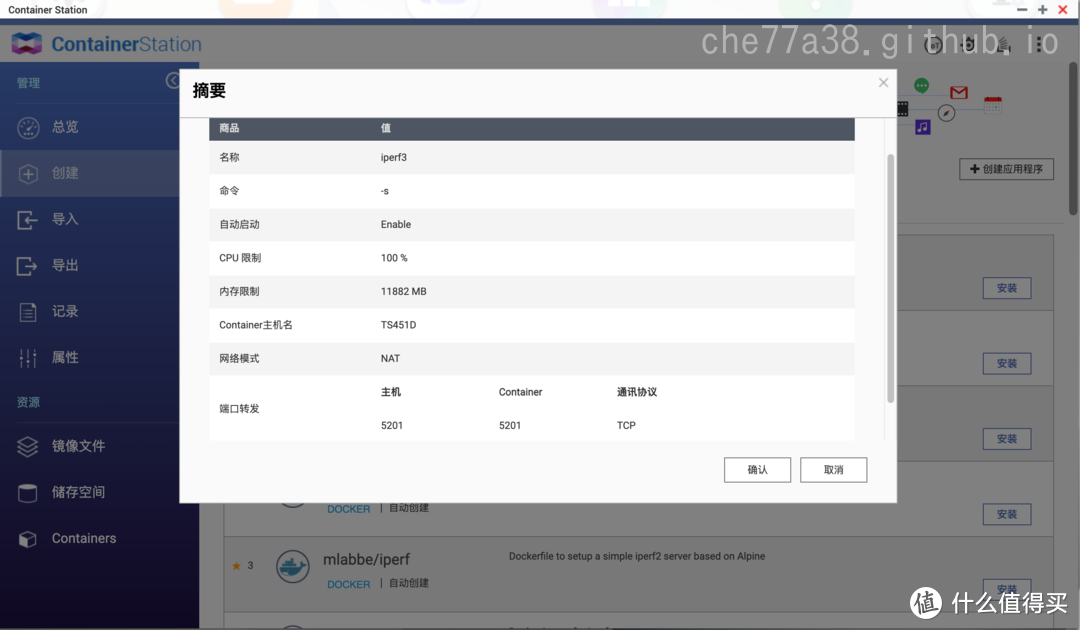 Container Station
ContainerStation
che77a38.github.io
管理
总览
创建
导入
导出
记录
属性
资源
镜像文件
储存空间
Containers
摘要
商品 值
名称 iperf3
命令 -s
自动启动 Enable
CPU 限制 100 %
内存限制 11882 MB
Container主机名 TS451D
网络模式 NAT
端口转发
主机 Container 通讯协议
5201 5201 TCP
确认 取消
创建应用程序
安装
安装
安装
安装
DOCKER | 自动创建
3 mlabbe/iperf Dockerfile to setup a simple iperf2 server based on Alpine
DOCKER | 自动创建
安装
值 什么值得买